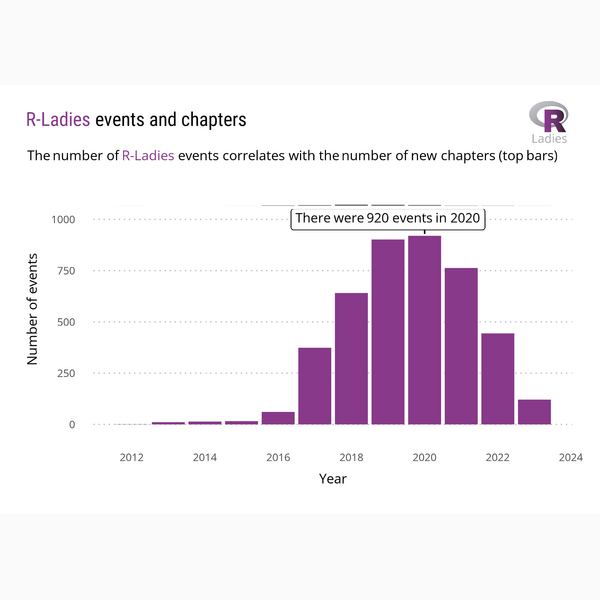 R-Ladies events and chapters
R
Ladies
The number of R-Ladies events correlates with the number of new chapters (top bars)
There were 920 events in 2020
Number of events
1000
750
500
250
0
2012 2014 2016 2018 2020 2022 2024
Year